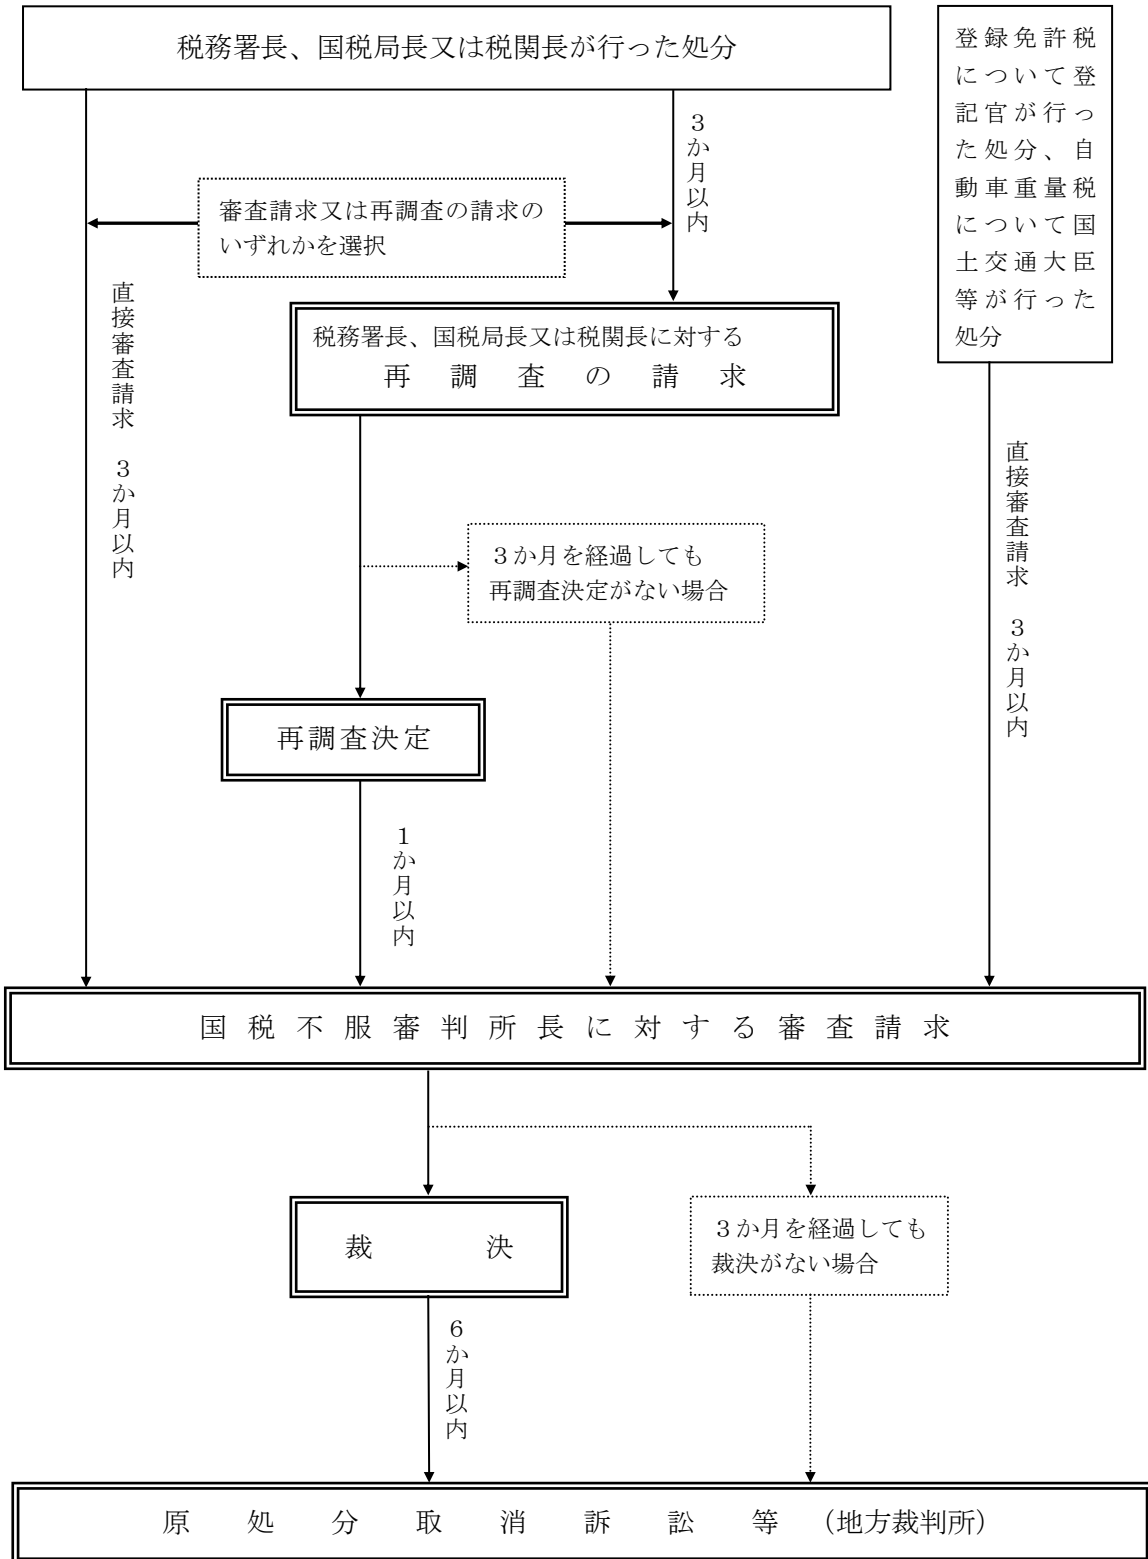 税務署長、国税局長又は税関長が行った処分
登録免許税
について登
記官が行っ
た処分、自
動車重量税
について国
土交通大臣
等が行った
処分
3か月以内
審査請求又は再調査の請求の
いずれかを選択
直接審査請求　3か月以内
税務署長、国税局長又は税関長に対する
再調査の請求
直接審査請求　3か月以内
3か月を経過しても
再調査決定がない場合
再調査決定
1か月以内
国税不服審判所長に対する審査請求
裁決
3か月を経過しても
裁決がない場合
6か月以内
原処分取消訴訟等（地方裁判所）